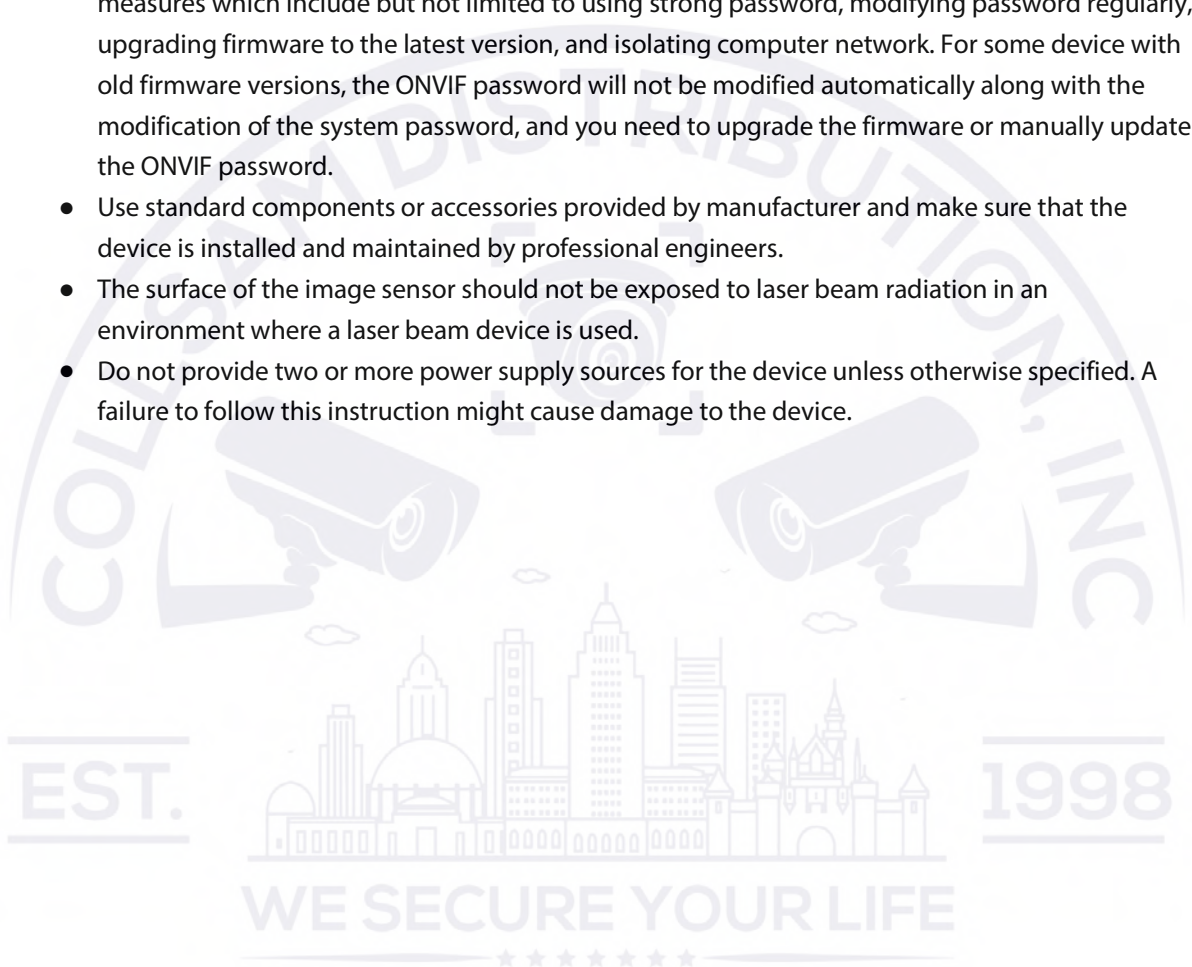 measures which include but not limited to using strong password, modifying password regularly,
upgrading firmware to the latest version, and isolating computer network. For some device with
old firmware versions, the ONVIF password will not be modified automatically along with the
modification of the system password, and you need to upgrade the firmware or manually update
the ONVIF password.
● Use standard components or accessories provided by manufacturer and make sure that the
device is installed and maintained by professional engineers.
● The surface of the image sensor should not be exposed to laser beam radiation in an
environment where a laser beam device is used.
● Do not provide two or more power supply sources for the device unless otherwise specified. A
failure to follow this instruction might cause damage to the device.
EST.
1998
WE SECURE YOUR LIFE